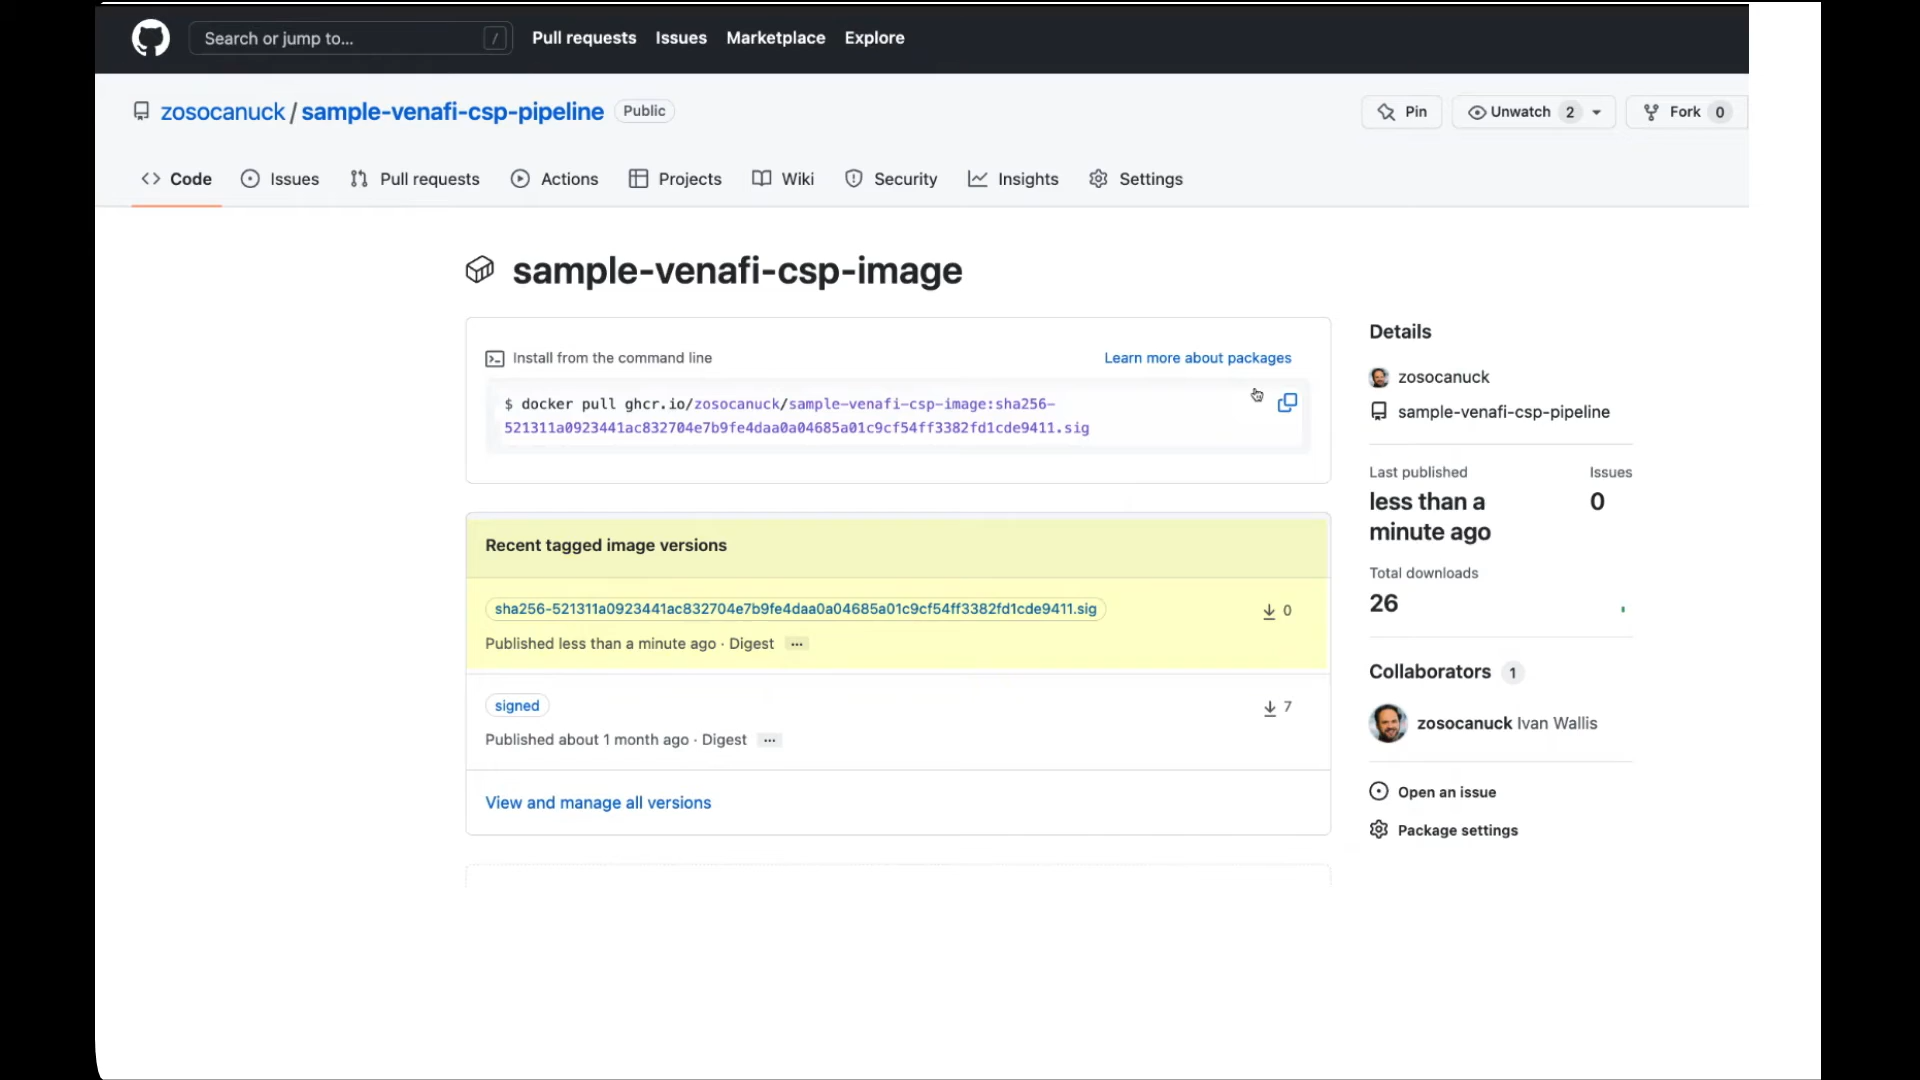 Search or jump to... /
Pull requests Issues Marketplace Explore
zosocanuck / sample-venafi-csp-pipeline Public
Pin Unwatch 2 Fork 0
Code Issues Pull requests Actions Projects Wiki Security Insights Settings
sample-venafi-csp-image
Install from the command line Learn more about packages
$ docker pull ghcr.io/zosocanuck/sample-venafi-csp-image:sha256-
521311a0923441ac832704e7b9fe4daa0a04685a01c9cf54ff3382fd1cde9411.sig
Recent tagged image versions
sha256-521311a0923441ac832704e7b9fe4daa0a04685a01c9cf54ff3382fd1cde9411.sig 0
Published less than a minute ago · Digest ...
signed 7
Published about 1 month ago · Digest ...
View and manage all versions
Details
zosocanuck
sample-venafi-csp-pipeline
Last published Issues
less than a 0
minute ago
Total downloads
26
Collaborators 1
zosocanuck Ivan Wallis
Open an issue
Package settings